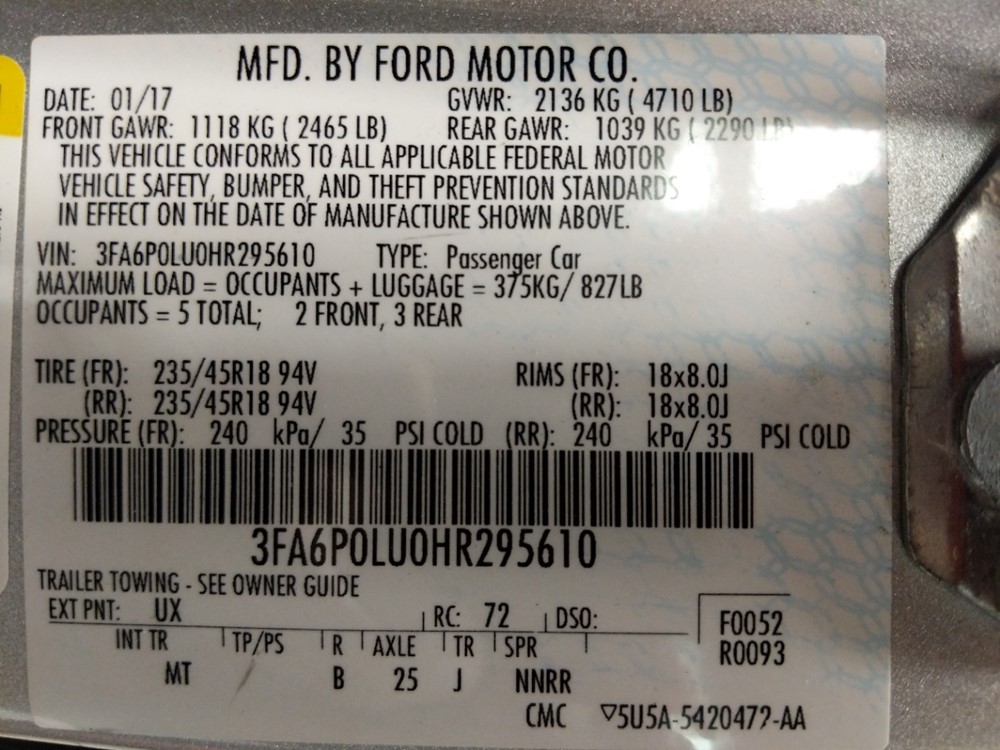 MFD. BY FORD MOTOR CO.
DATE: 01/17 GVWR: 2136 KG ( 4710 LB)
FRONT GAWR: 1118 KG ( 2465 LB) REAR GAWR: 1039 KG ( 2290 LB)
THIS VEHICLE CONFORMS TO ALL APPLICABLE FEDERAL MOTOR
VEHICLE SAFETY, BUMPER, AND THEFT PREVENTION STANDARDS
IN EFFECT ON THE DATE OF MANUFACTURE SHOWN ABOVE.
VIN: 3FA6P0LU0HR295610 TYPE: Passenger Car
MAXIMUM LOAD = OCCUPANTS + LUGGAGE = 375KG/ 827LB
OCCUPANTS = 5 TOTAL; 2 FRONT, 3 REAR
TIRE (FR): 235/45R18 94V RIMS (FR): 18x8.0J
(RR): 235/45R18 94V (RR): 18x8.0J
PRESSURE (FR): 240 kPa/ 35 PSI COLD (RR): 240 kPa/ 35 PSI COLD
3FA6P0LU0HR295610
TRAILER TOWING - SEE OWNER GUIDE
EXT PNT: UX RC: 72 DSO:
F0052
INT TR TP/PS R AXLE TR SPR
R0093
MT B 25 J NNRR
CMC ▽5U5A-5420472-AA